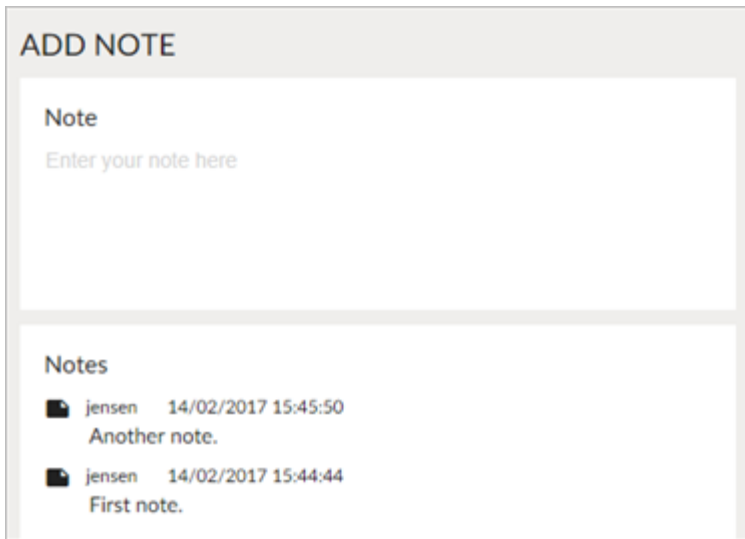 ADD NOTE
Note
Enter your note here
Notes
jensen 14/02/2017 15:45:50
Another note.
jensen 14/02/2017 15:44:44
First note.